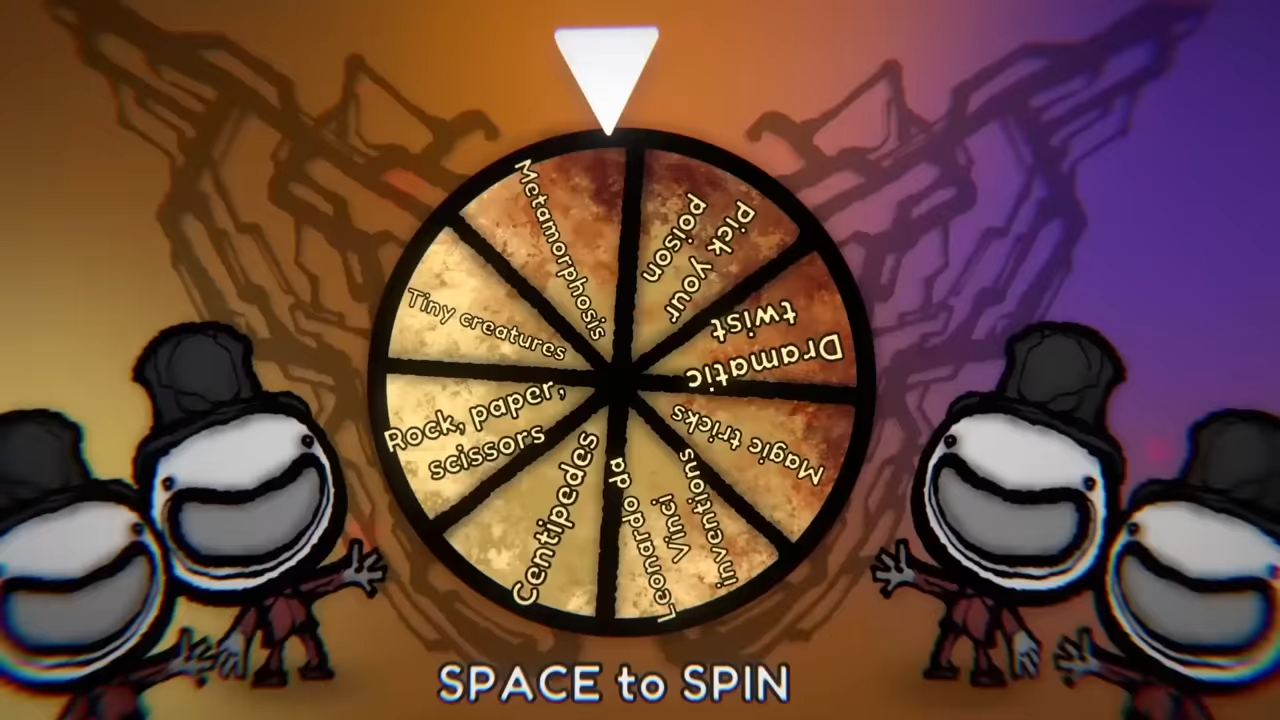 Metamorphosis
pick your
poison
Dramatic
twist
Magic tricks
Leonardo da
Vinci
inventions
Centipedes
Rock, paper,
scissors
Tiny creatures
SPACE to SPIN